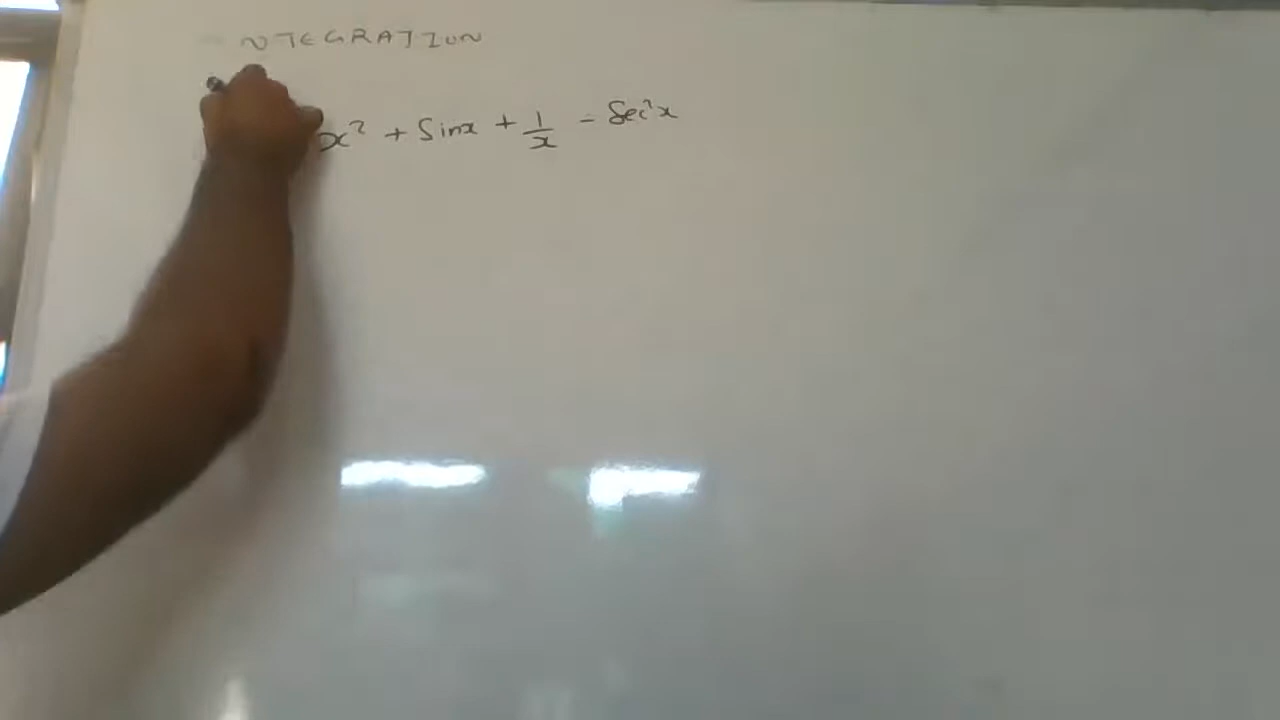 NTEGRATION
x² + Sinx + 1/x - Sec²x